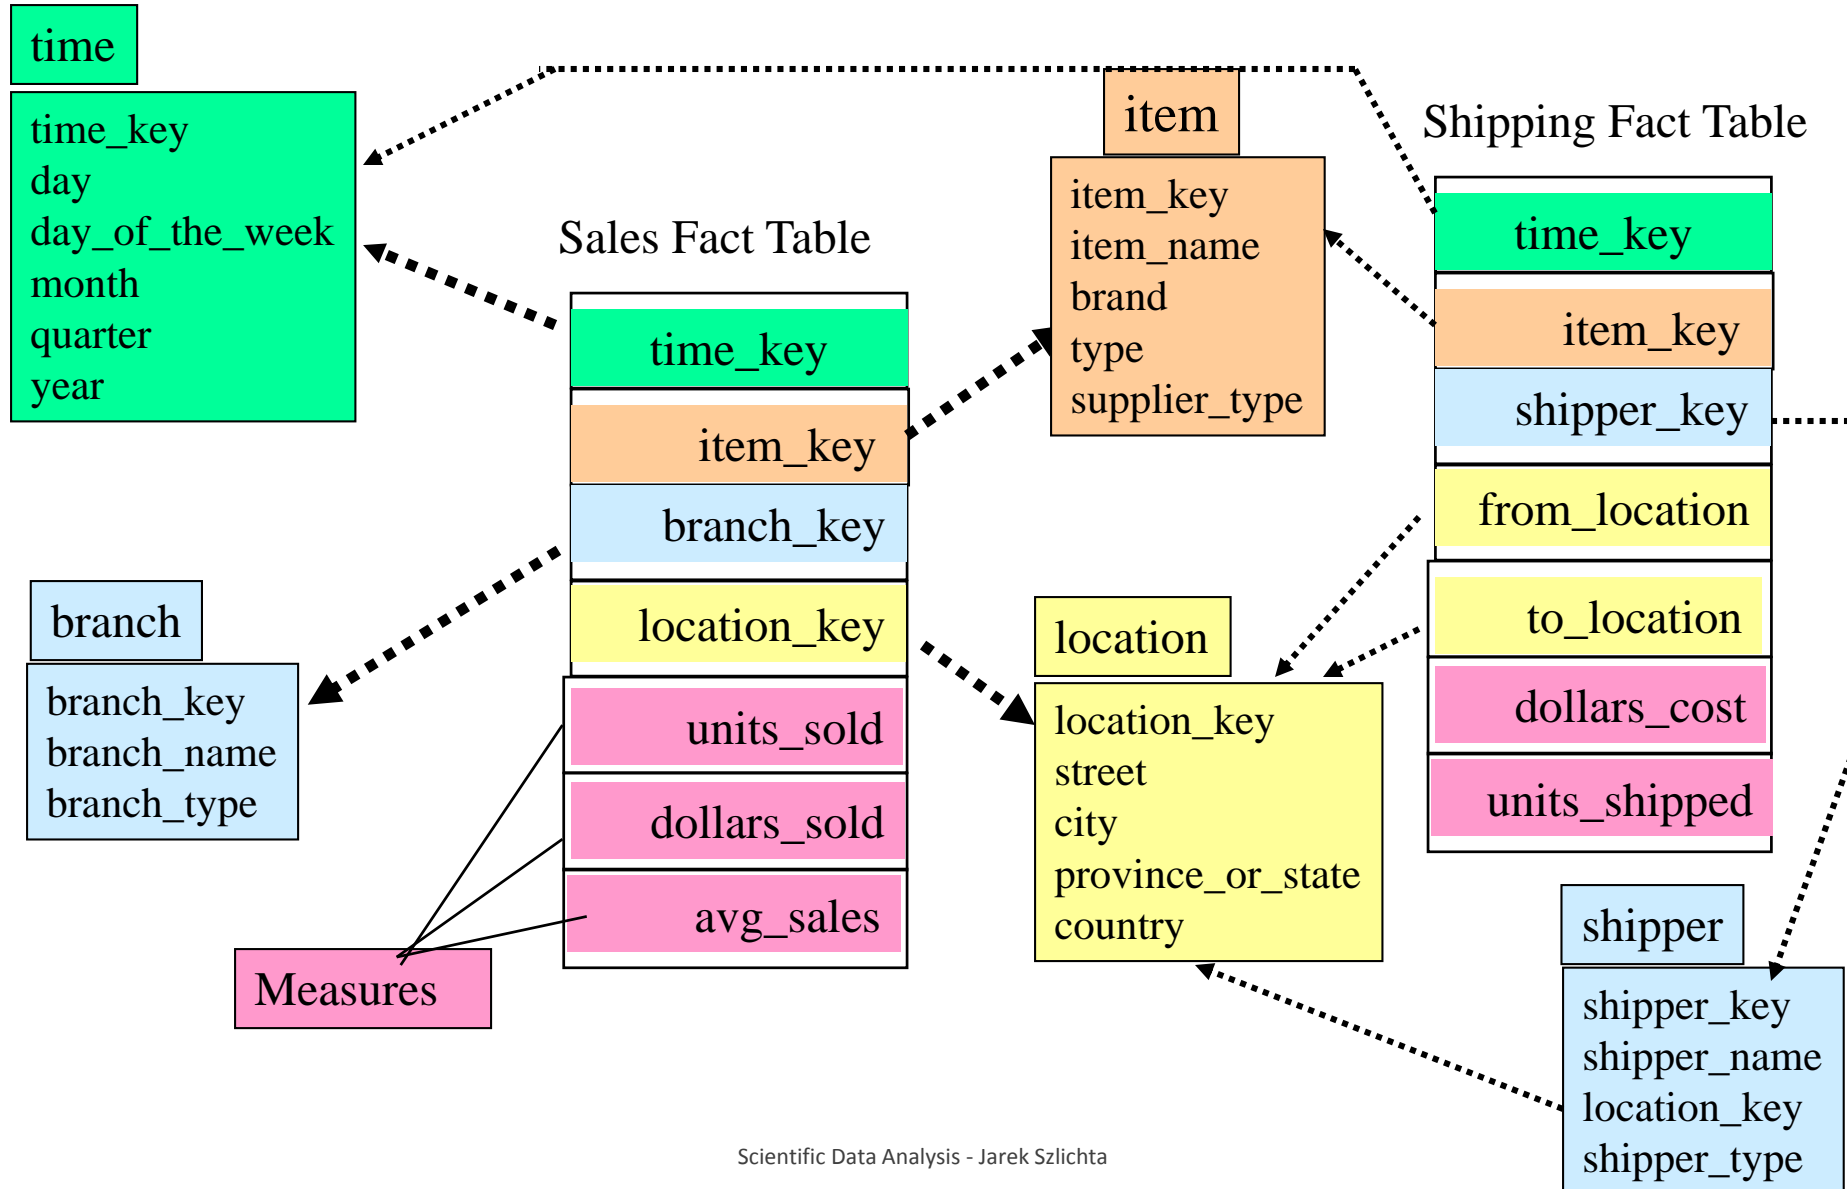 time
time_key
day
day_of_the_week
month
quarter
year
branch
branch_key
branch_name
branch_type
Sales Fact Table
time_key
item_key
branch_key
location_key
units_sold
dollars_sold
avg_sales
Measures
item
item_key
item_name
brand
type
supplier_type
location
location_key
street
city
province_or_state
country
Shipping Fact Table
time_key
item_key
shipper_key
from_location
to_location
dollars_cost
units_shipped
shipper
shipper_key
shipper_name
location_key
shipper_type
Scientific Data Analysis - Jarek Szlichta